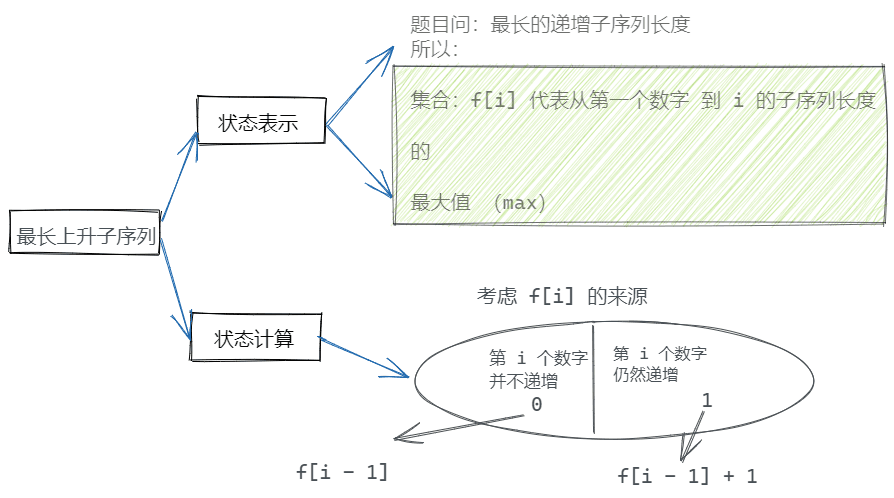 题目问：最长的递增子序列长度
所以：
集合：f[i] 代表从第一个数字 到 i 的子序列长度
的
最大值 （max）
状态表示
最长上升子序列
状态计算
考虑 f[i] 的来源
第 i 个数字
并不递增
0
第 i 个数字
仍然递增
1
f[i - 1]
f[i - 1] + 1